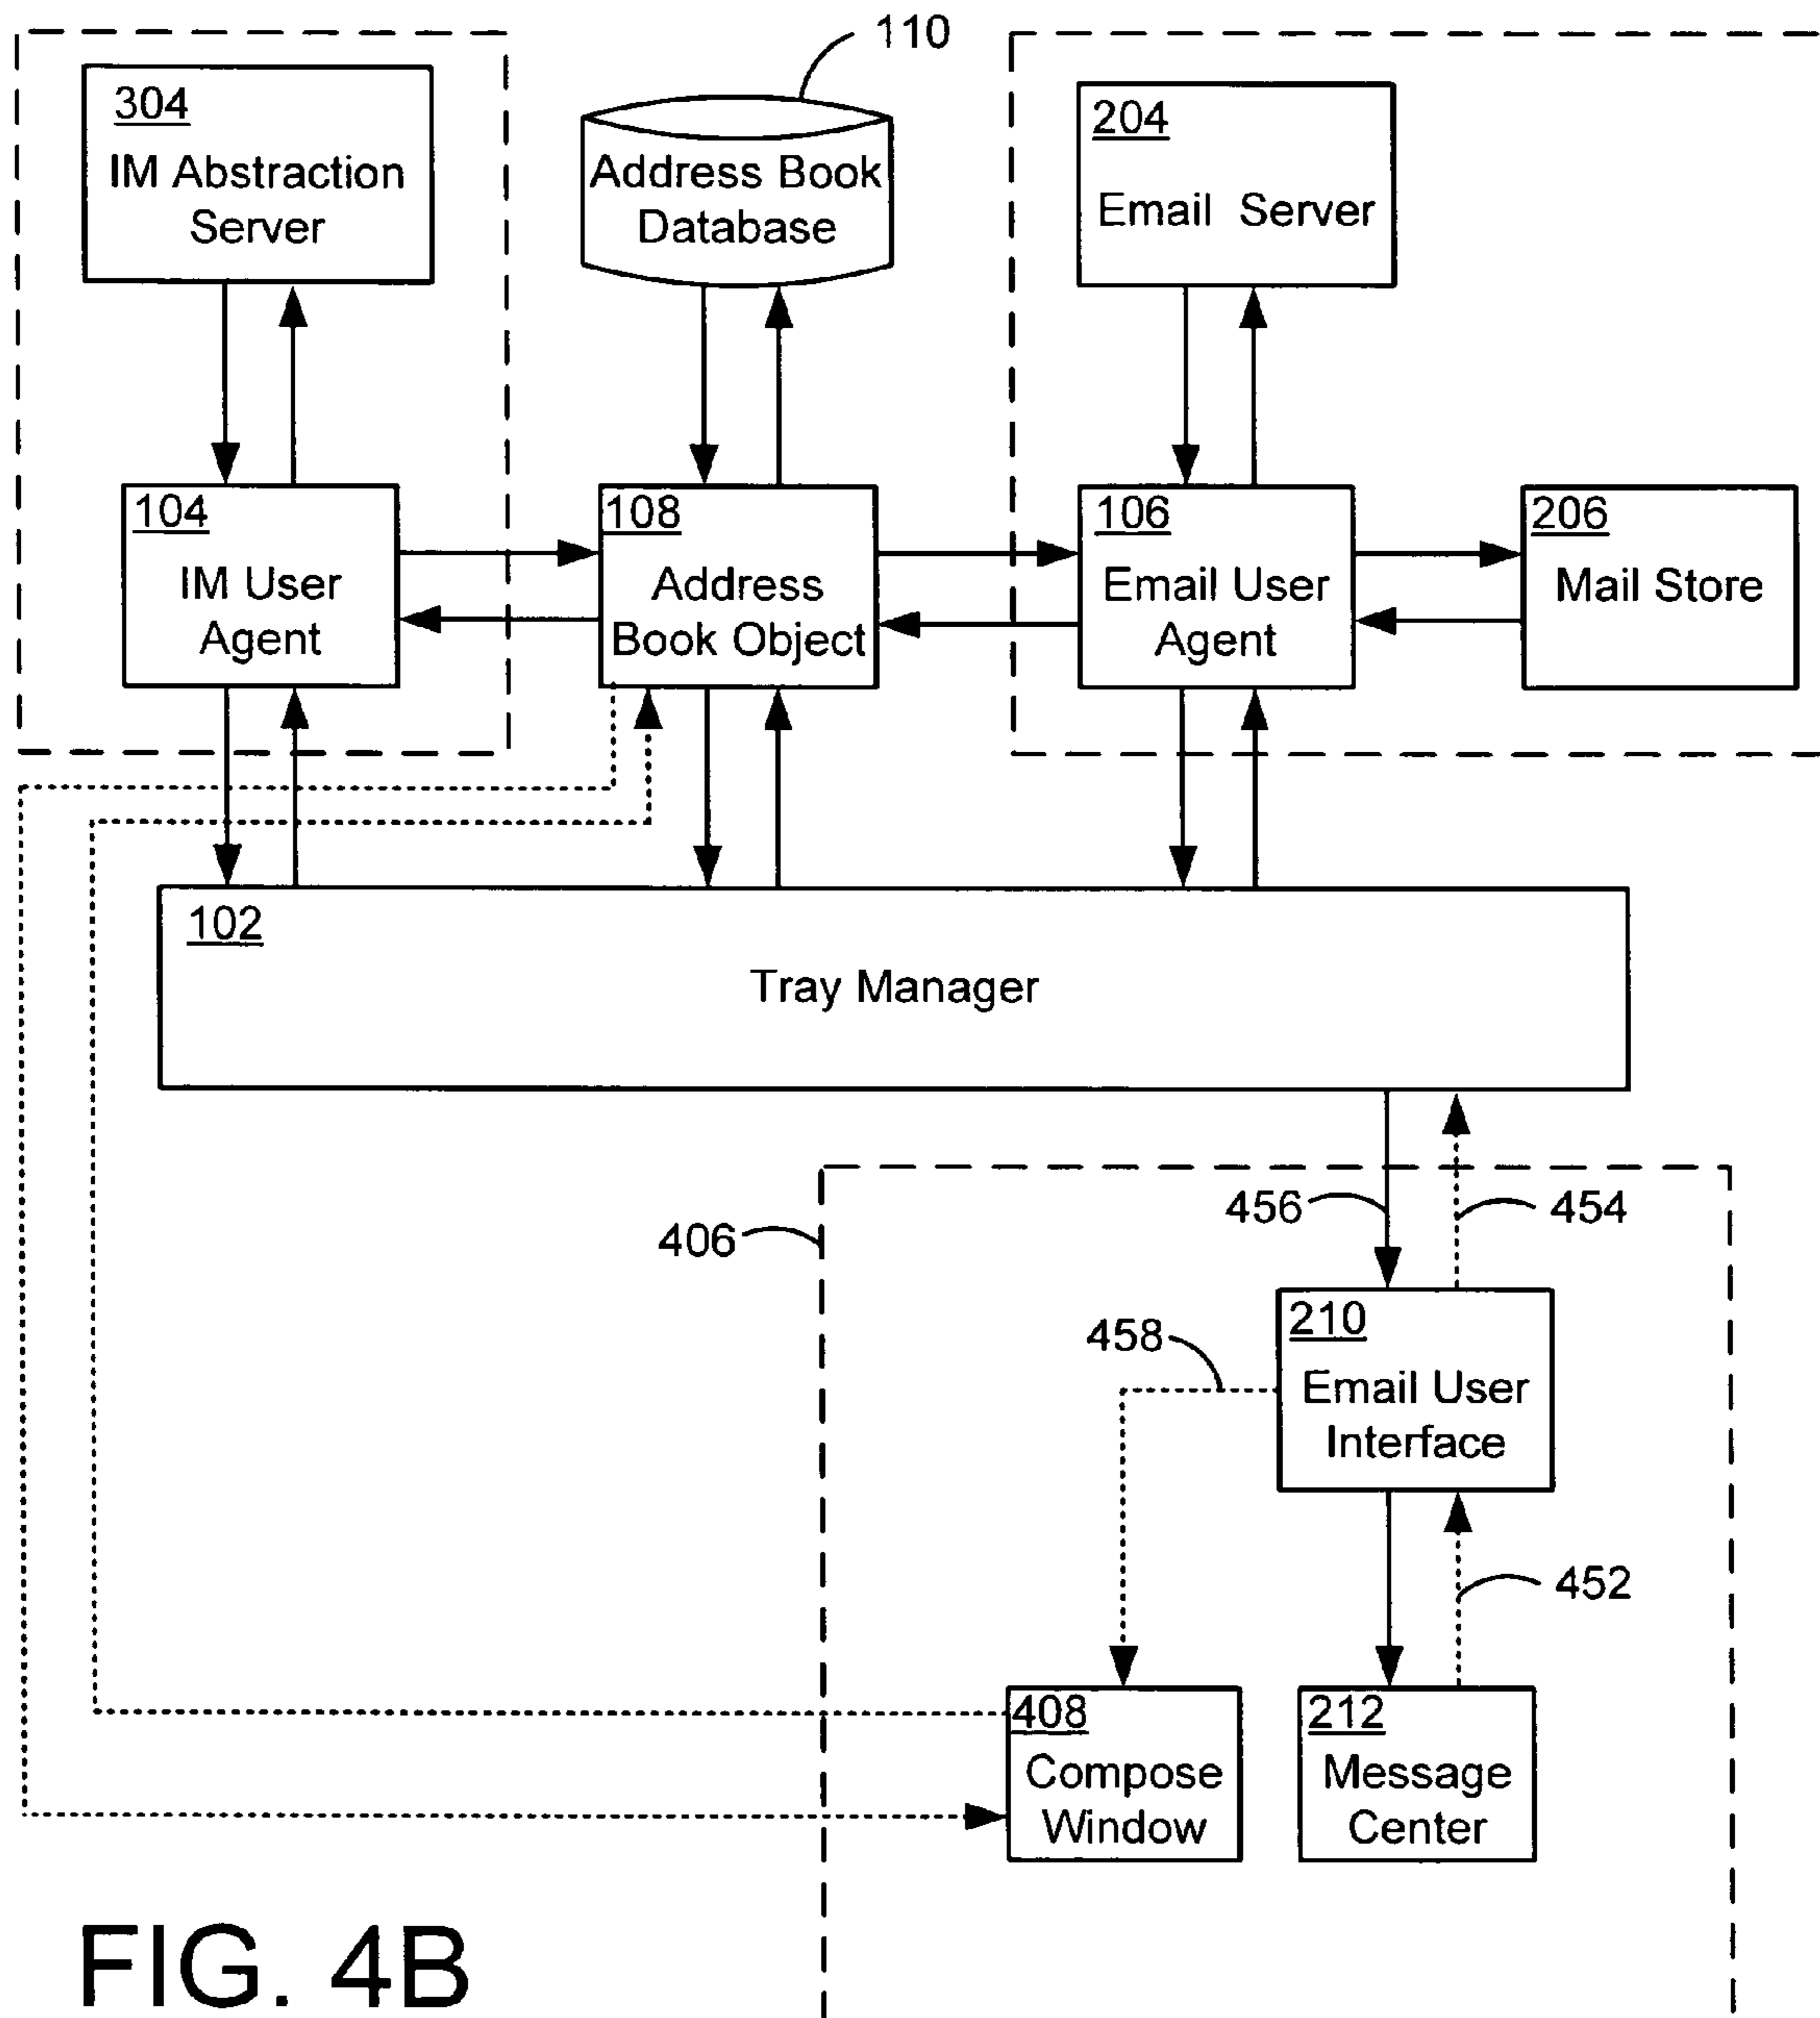 110
304
IM Abstraction
Server
Address Book
Database
204
Email Server
104
IM User
Agent
108
Address
Book Object
106
Email User
Agent
206
Mail Store
102
Tray Manager
406
456
454
458
210
Email User
Interface
452
408
Compose
Window
212
Message
Center
FIG. 4B